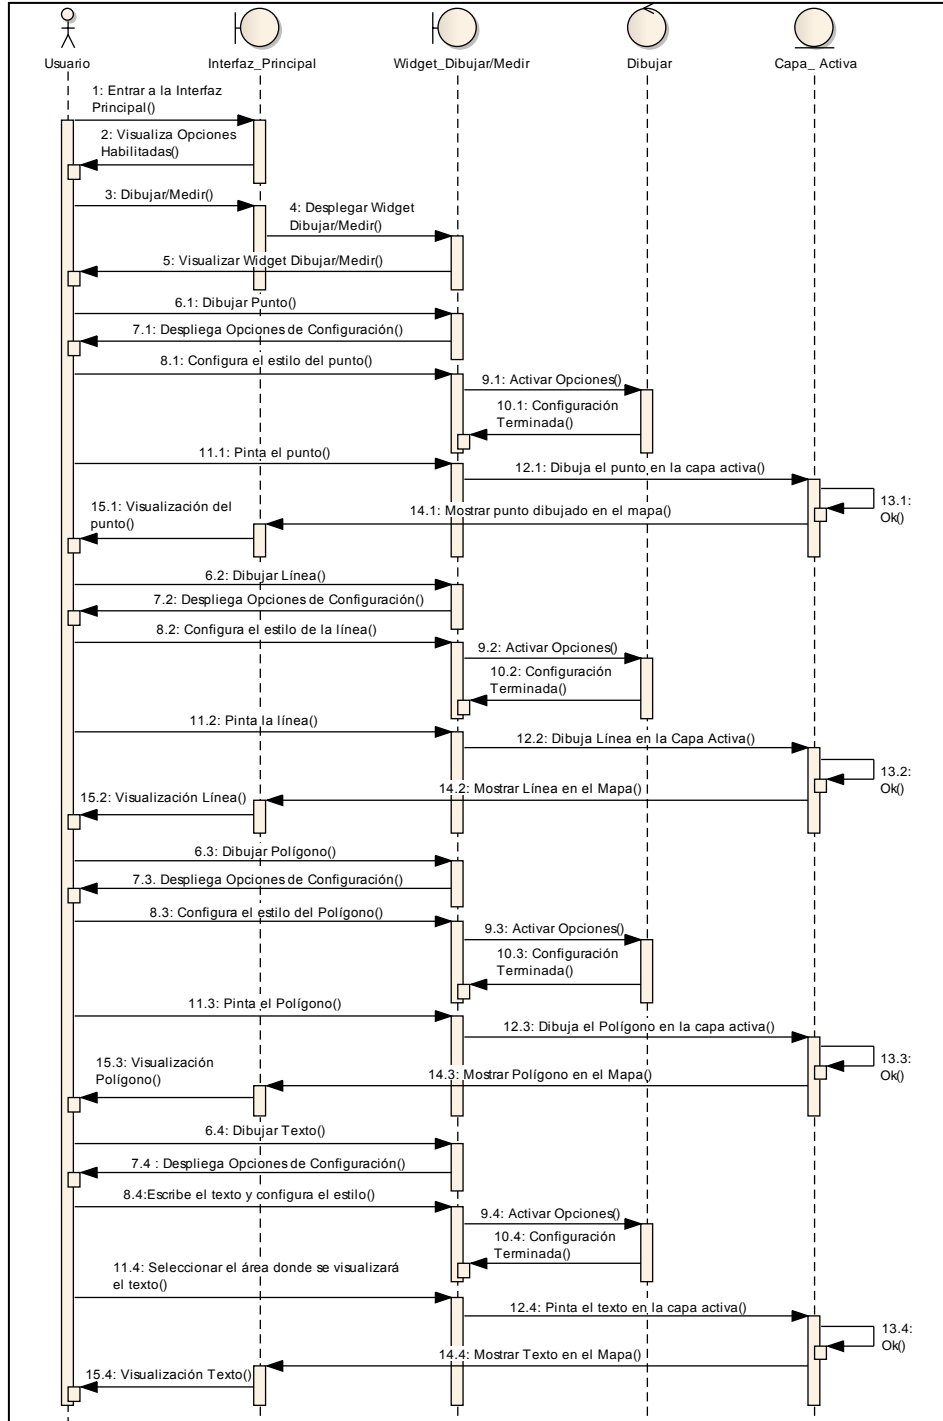 Usuario
Interfaz_Principal
Widget_Dibujar/Medir
Dibujar
Capa_ Activa
1: Entrar a la Interfaz
Principal()
2: Visualiza Opciones
Habilitadas()
3: Dibujar/Medir()
4: Desplegar Widget
Dibujar/Medir()
5: Visualizar Widget Dibujar/Medir()
6.1: Dibujar Punto()
7.1: Despliega Opciones de Configuración()
8.1: Configura el estilo del punto()
9.1: Activar Opciones()
10.1: Configuración
Terminada()
11.1: Pinta el punto()
12.1: Dibuja el punto en la capa activa()
13.1:
Ok()
14.1: Mostrar punto dibujado en el mapa()
15.1: Visualización del
punto()
6.2: Dibujar Línea()
7.2: Despliega Opciones de Configuración()
8.2: Configura el estilo de la línea()
9.2: Activar Opciones()
10.2: Configuración
Terminada()
11.2: Pinta la línea()
12.2: Dibuja Línea en la Capa Activa()
13.2:
Ok()
14.2: Mostrar Línea en el Mapa()
15.2: Visualización Línea()
6.3: Dibujar Polígono()
7.3. Despliega Opciones de Configuración()
8.3: Configura el estilo del Polígono()
9.3: Activar Opciones()
10.3: Configuración
Terminada()
11.3: Pinta el Polígono()
12.3: Dibuja el Polígono en la capa activa()
13.3:
Ok()
14.3: Mostrar Polígono en el Mapa()
15.3: Visualización
Polígono()
6.4: Dibujar Texto()
7.4 : Despliega Opciones de Configuración()
8.4:Escribe el texto y configura el estilo()
9.4: Activar Opciones()
10.4: Configuración
Terminada()
11.4: Seleccionar el área donde se visualizará
el texto()
12.4: Pinta el texto en la capa activa()
13.4:
Ok()
14.4: Mostrar Texto en el Mapa()
15.4: Visualización Texto()